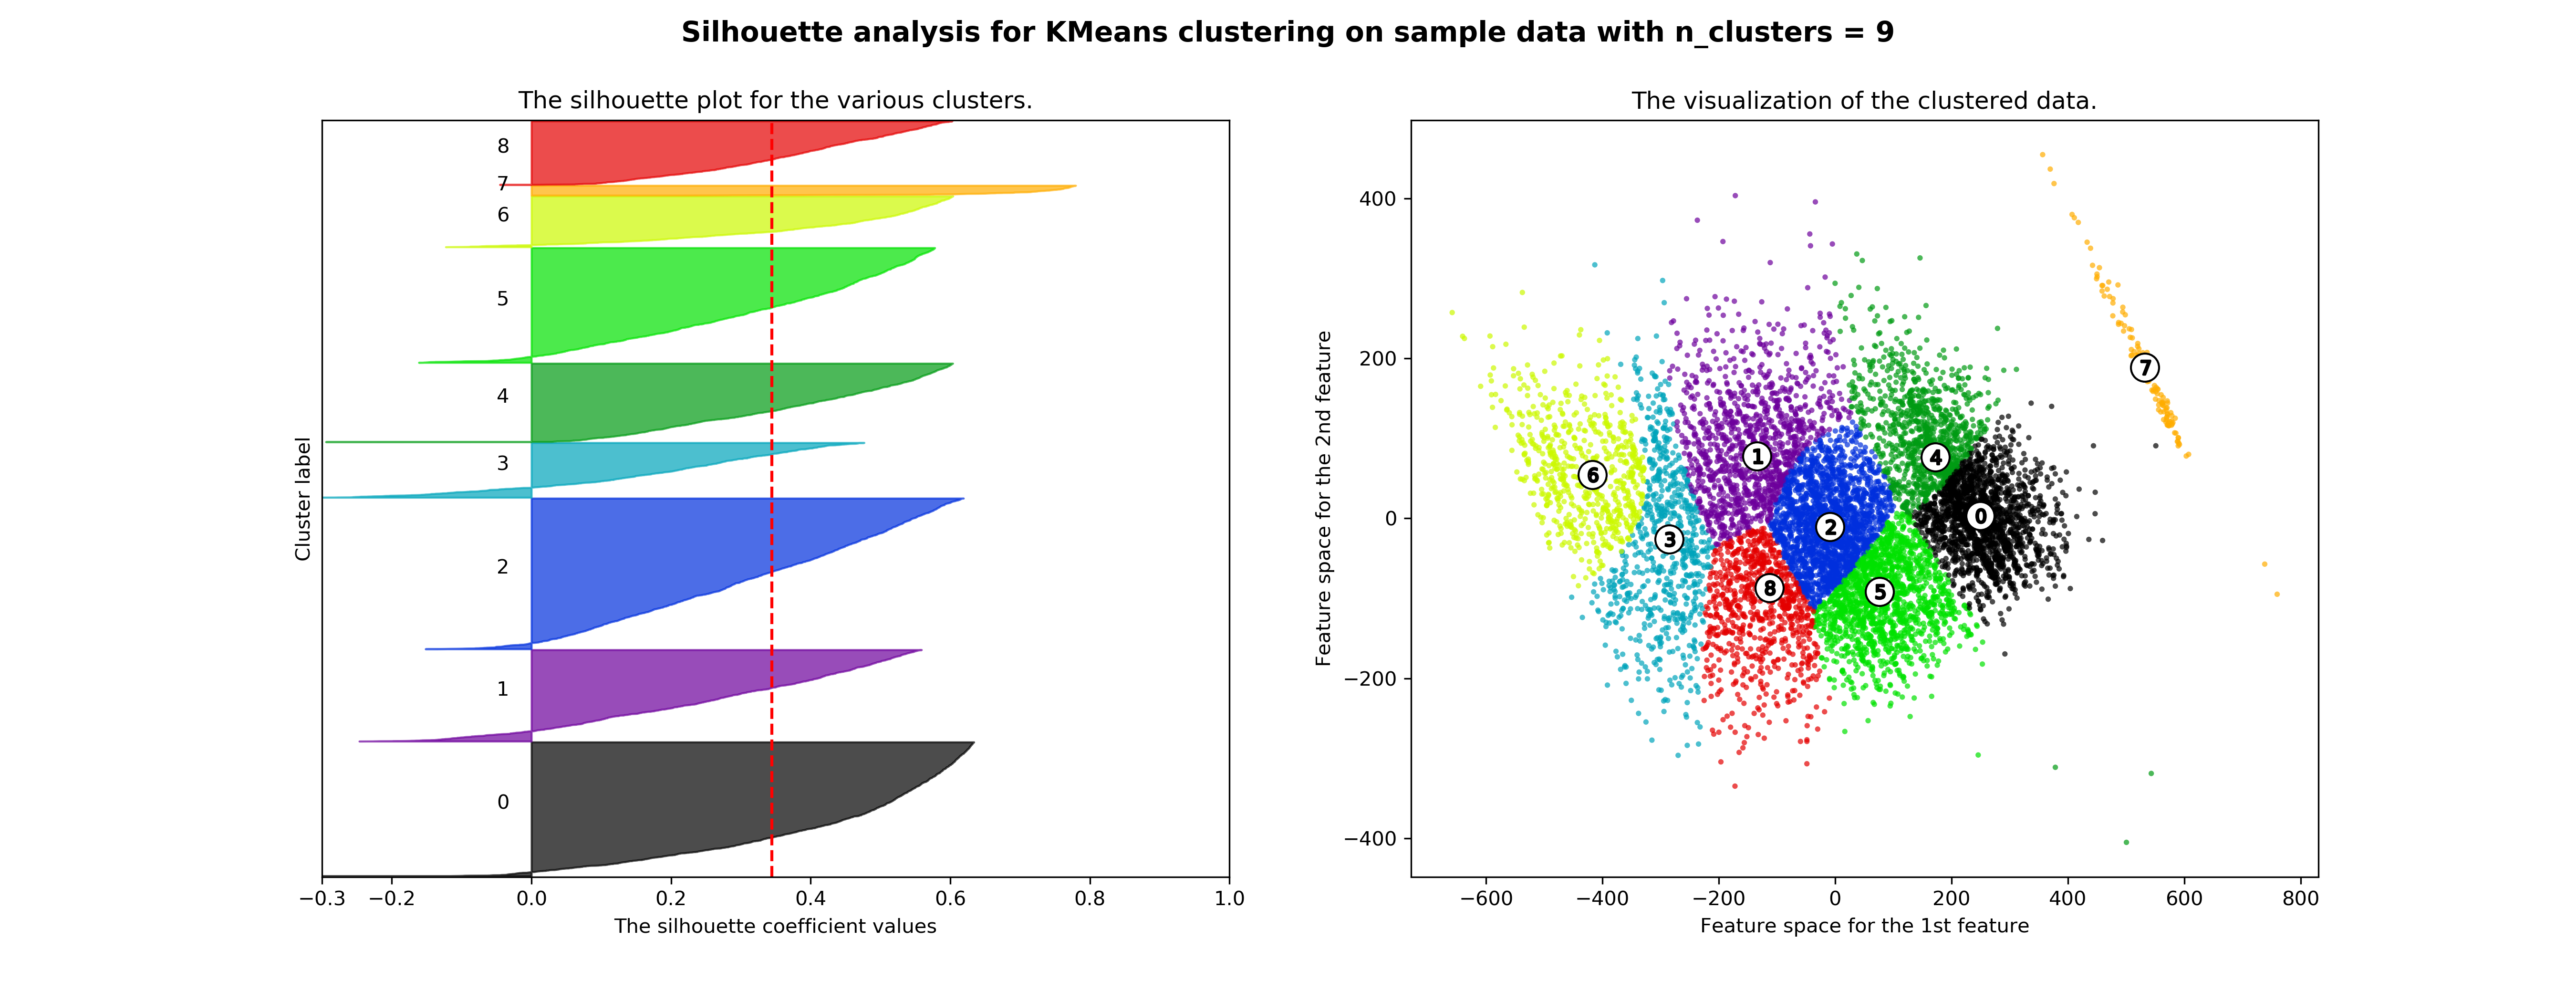 Silhouette analysis for KMeans clustering on sample data with n_clusters = 9
The silhouette plot for the various clusters.
8
7
6
5
4
3
2
1
0
Cluster label
−0.3 −0.2 0.0 0.2 0.4 0.6 0.8 1.0
The silhouette coefficient values
The visualization of the clustered data.
400
200
0
−200
−400
Feature space for the 2nd feature
7
1
4
6
0
2
3
8
5
−600 −400 −200 0 200 400 600 800
Feature space for the 1st feature